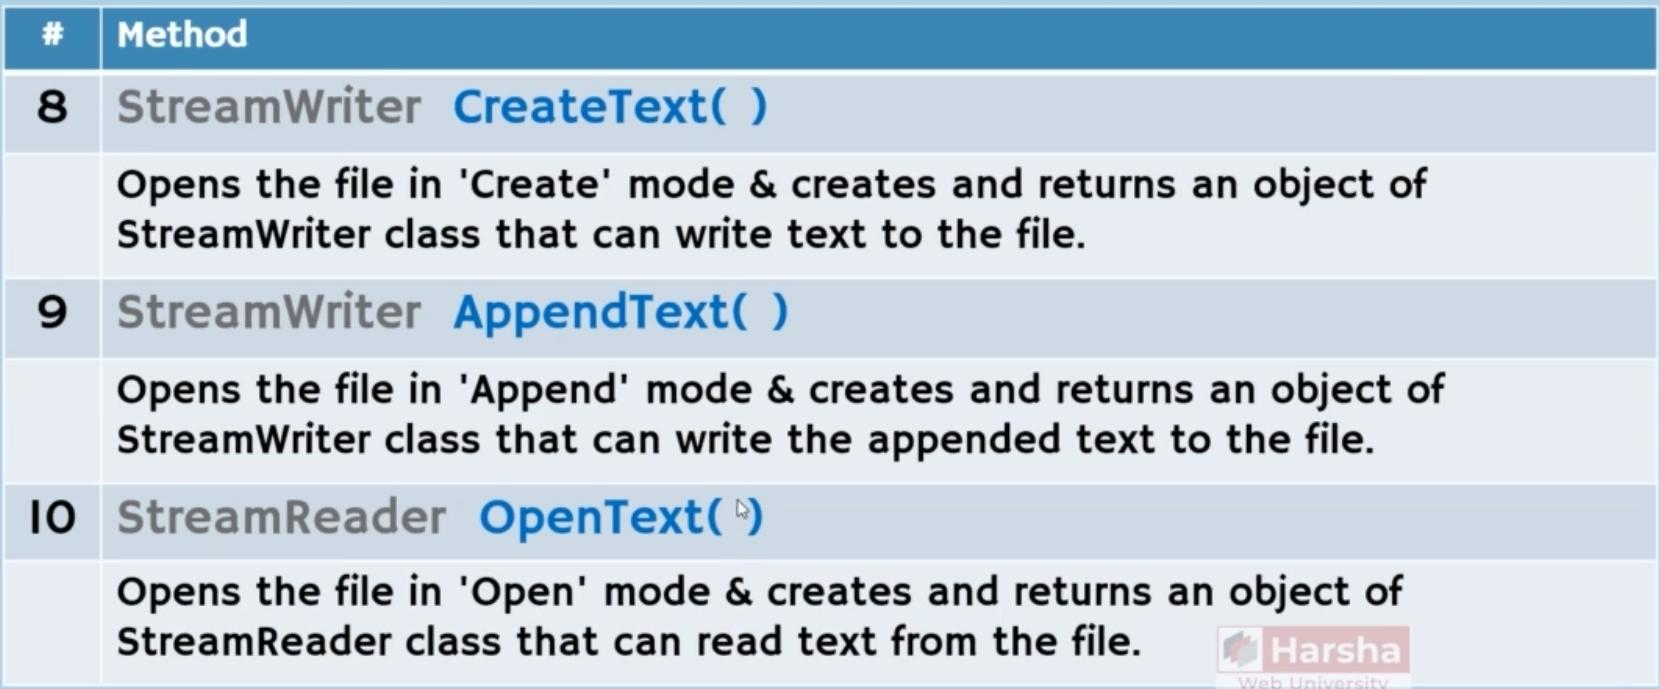 # Method
8 StreamWriter CreateText( )
Opens the file in 'Create' mode & creates and returns an object of
StreamWriter class that can write text to the file.
9 StreamWriter AppendText( )
Opens the file in 'Append' mode & creates and returns an object of
StreamWriter class that can write the appended text to the file.
10 StreamReader OpenText( )
Opens the file in 'Open' mode & creates and returns an object of
StreamReader class that can read text from the file.
Harsha
Web University